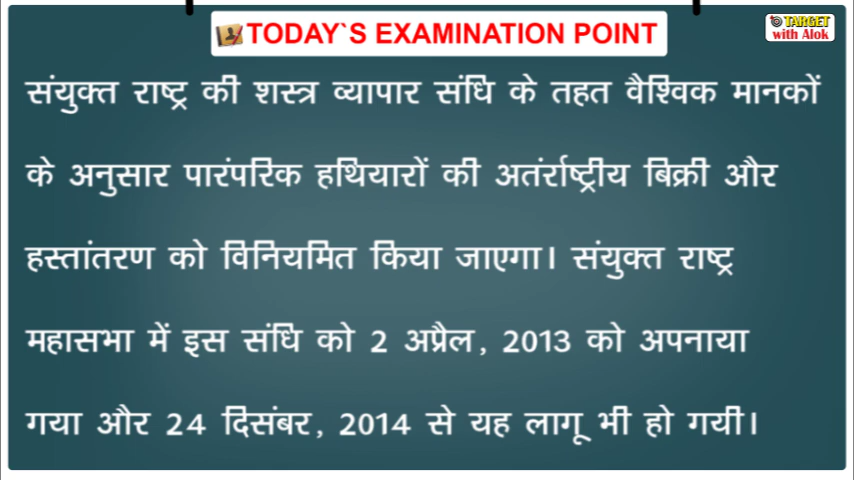 TODAY`S EXAMINATION POINT
TARGET
with Alok
संयुक्त राष्ट्र की शस्त्र व्यापार संधि के तहत वैश्विक मानकों
के अनुसार पारंपरिक हथियारों की अतंर्राष्ट्रीय बिक्री और
हस्तांतरण को विनियमित किया जाएगा। संयुक्त राष्ट्र
महासभा में इस संधि को 2 अप्रैल, 2013 को अपनाया
गया और 24 दिसंबर, 2014 से यह लागू भी हो गयी।